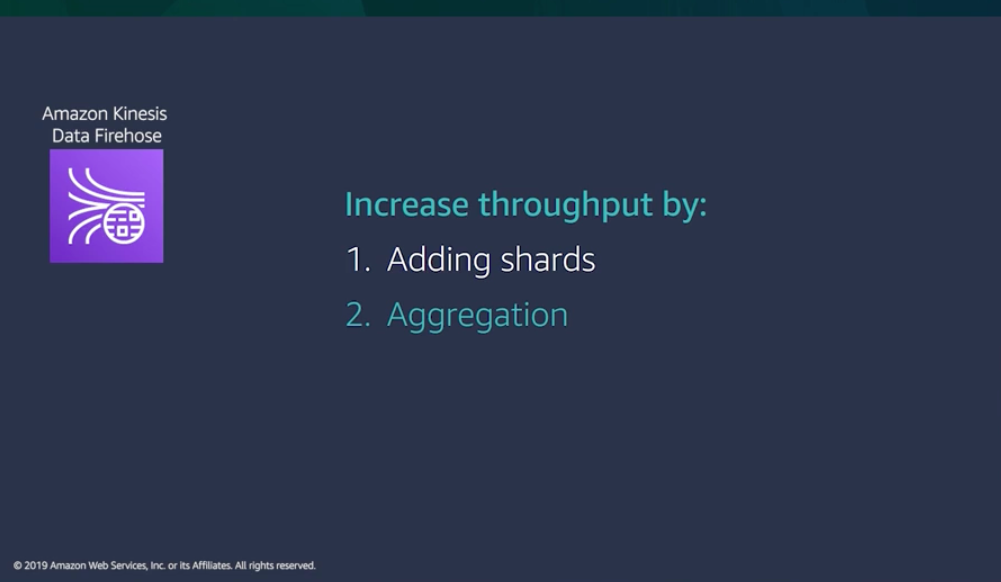 Amazon Kinesis
Data Firehose
Increase throughput by:
1. Adding shards
2. Aggregation
© 2019 Amazon Web Services, Inc. or its Affiliates. All rights reserved.